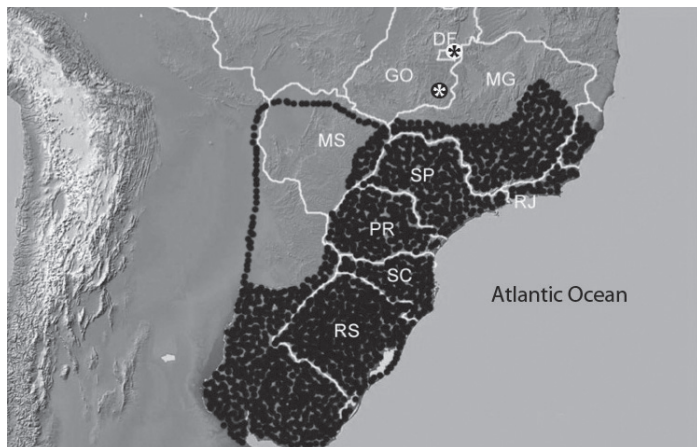 DF
GO
MG
MS
SP
RJ
PR
SC
Atlantic Ocean
RS